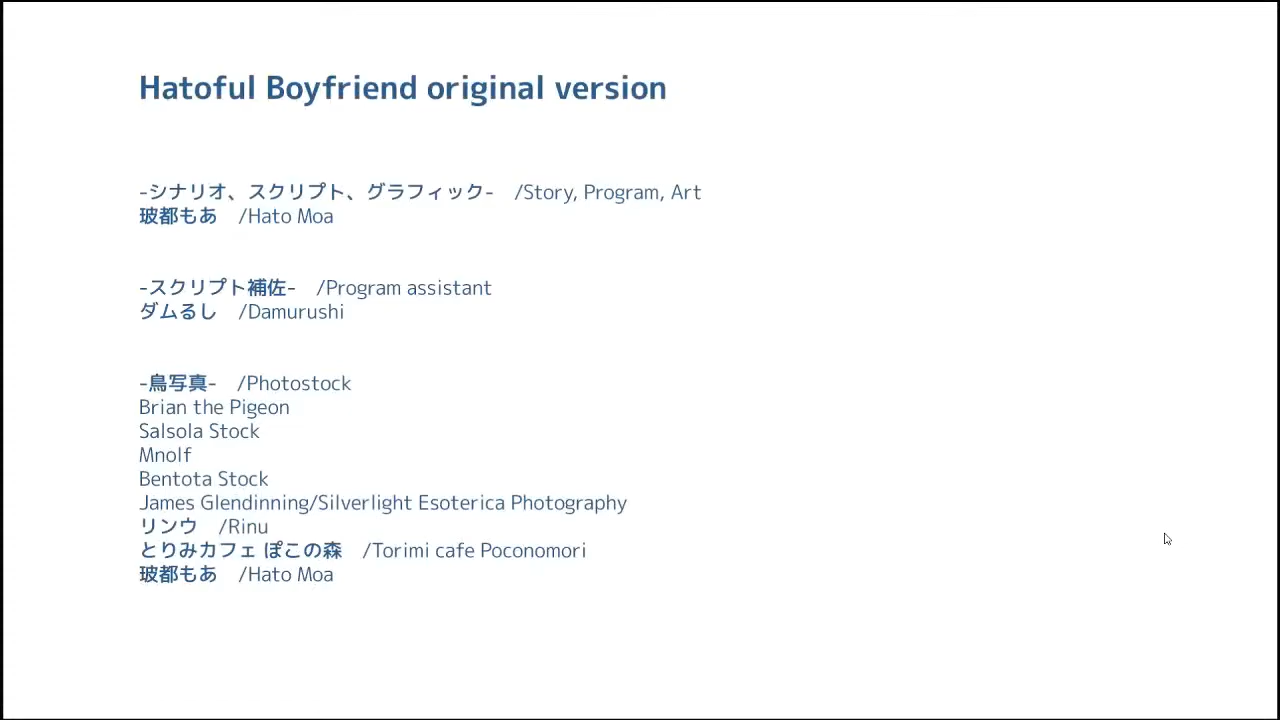 Hatoful Boyfriend original version
-シナリオ、スクリプト、グラフィック-　/Story, Program, Art
玻都もあ　/Hato Moa
-スクリプト補佐-　/Program assistant
ダムるし　/Damurushi
-鳥写真-　/Photostock
Brian the Pigeon
Salsola Stock
Mnolf
Bentota Stock
James Glendinning/Silverlight Esoterica Photography
リンウ　/Rinu
とりみカフェ ぽこの森　/Torimi cafe Poconomori
玻都もあ　/Hato Moa